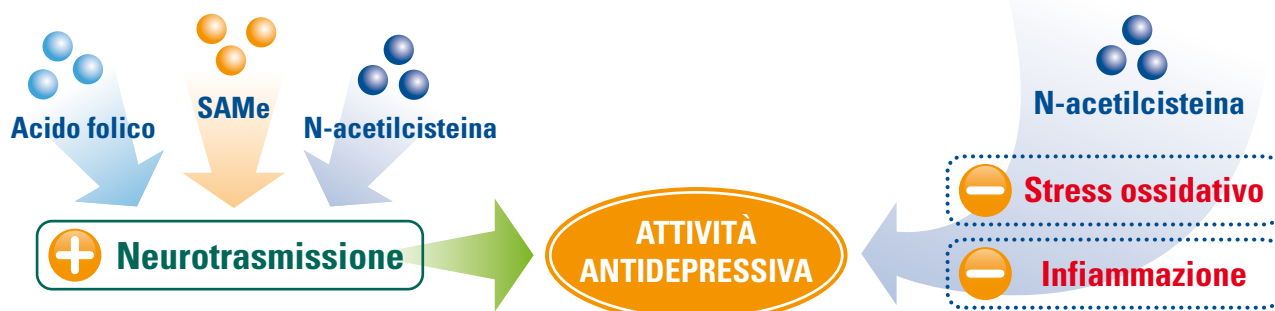 Acido folico
SAMe
N-acetilcisteina
Neurotrasmissione
ATTIVITÀ
ANTIDEPRESSIVA
N-acetilcisteina
Stress ossidativo
Infiammazione